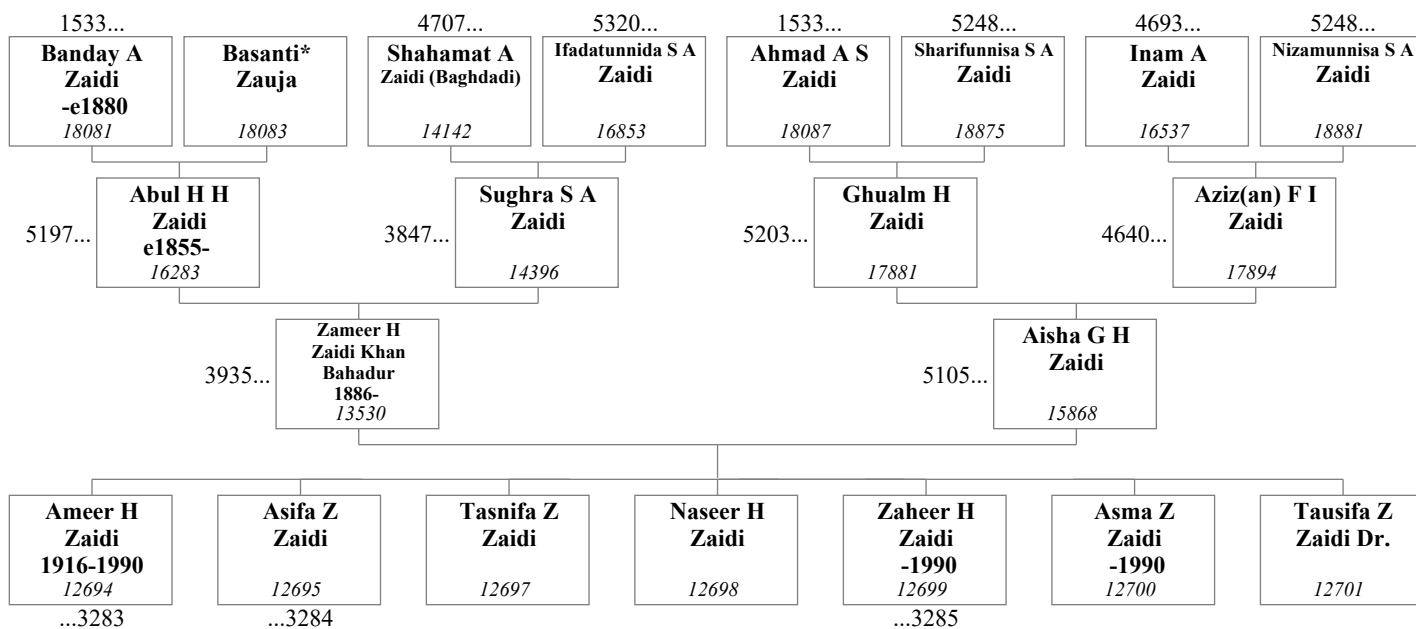 1533...
4707...
5320...
1533...
5248...
4693...
5248...
Banday A
Zaidi
-e1880
18081
Basanti*
Zauja
18083
Shahamat A
Zaidi (Baghdadi)
14142
Ifadatunnida S A
Zaidi
16853
Ahmad A S
Zaidi
18087
Sharifunnisa S A
Zaidi
18875
Inam A
Zaidi
16537
Nizamunnisa S A
Zaidi
18881
5197...
Abul H H
Zaidi
e1855-
16283
3847...
Sughra S A
Zaidi
14396
5203...
Ghualm H
Zaidi
17881
4640...
Aziz(an) F I
Zaidi
17894
3935...
Zameer H
Zaidi Khan
Bahadur
1886-
13530
5105...
Aisha G H
Zaidi
15868
Ameer H
Zaidi
1916-1990
12694
...3283
Asifa Z
Zaidi
12695
...3284
Tasnifa Z
Zaidi
12697
Naseer H
Zaidi
12698
Zaheer H
Zaidi
-1990
12699
...3285
Asma Z
Zaidi
-1990
12700
Tausifa Z
Zaidi Dr.
12701